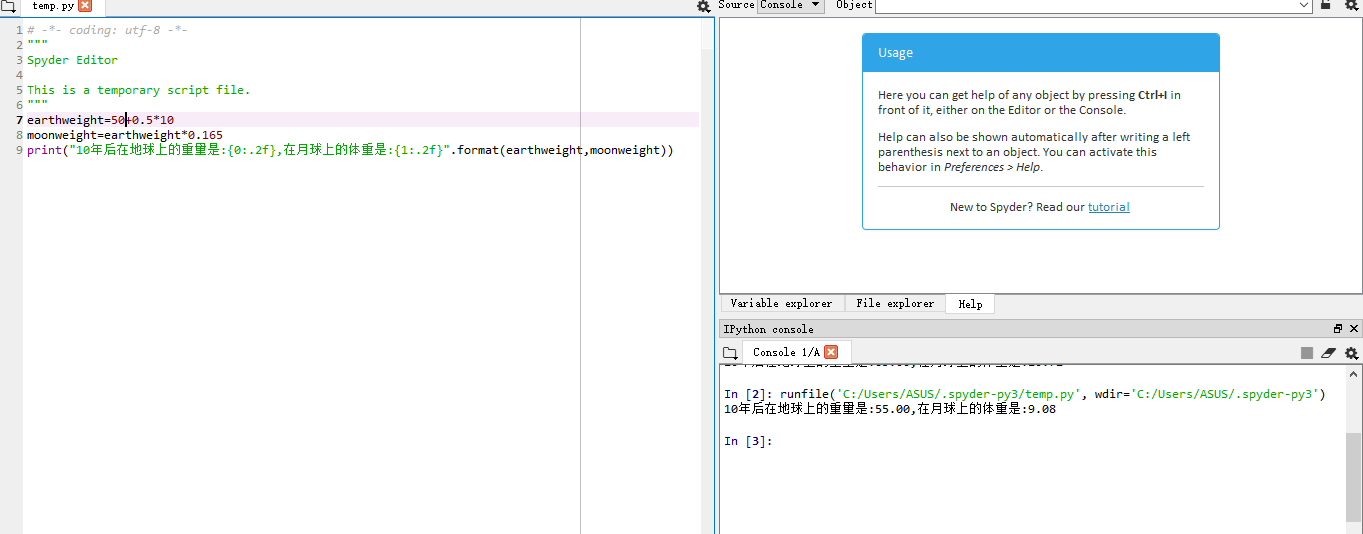 temp.py
Source Console Object
1 # -*- coding: utf-8 -*-
2 """
3 Spyder Editor
4
5 This is a temporary script file.
6 """
7 earthweight=50+0.5*10
8 moonweight=earthweight*0.165
9 print("10年后在地球上的重量是:{0:.2f},在月球上的体重是:{1:.2f}".format(earthweight,moonweight))
Usage
Here you can get help of any object by pressing Ctrl+I in
front of it, either on the Editor or the Console.
Help can also be shown automatically after writing a left
parenthesis next to an object. You can activate this
behavior in Preferences > Help.
New to Spyder? Read our tutorial
Variable explorer File explorer Help
IPython console
Console 1/A
In [2]: runfile('C:/Users/ASUS/.spyder-py3/temp.py', wdir='C:/Users/ASUS/.spyder-py3')
10年后在地球上的重量是:55.00,在月球上的体重是:9.08
In [3]: